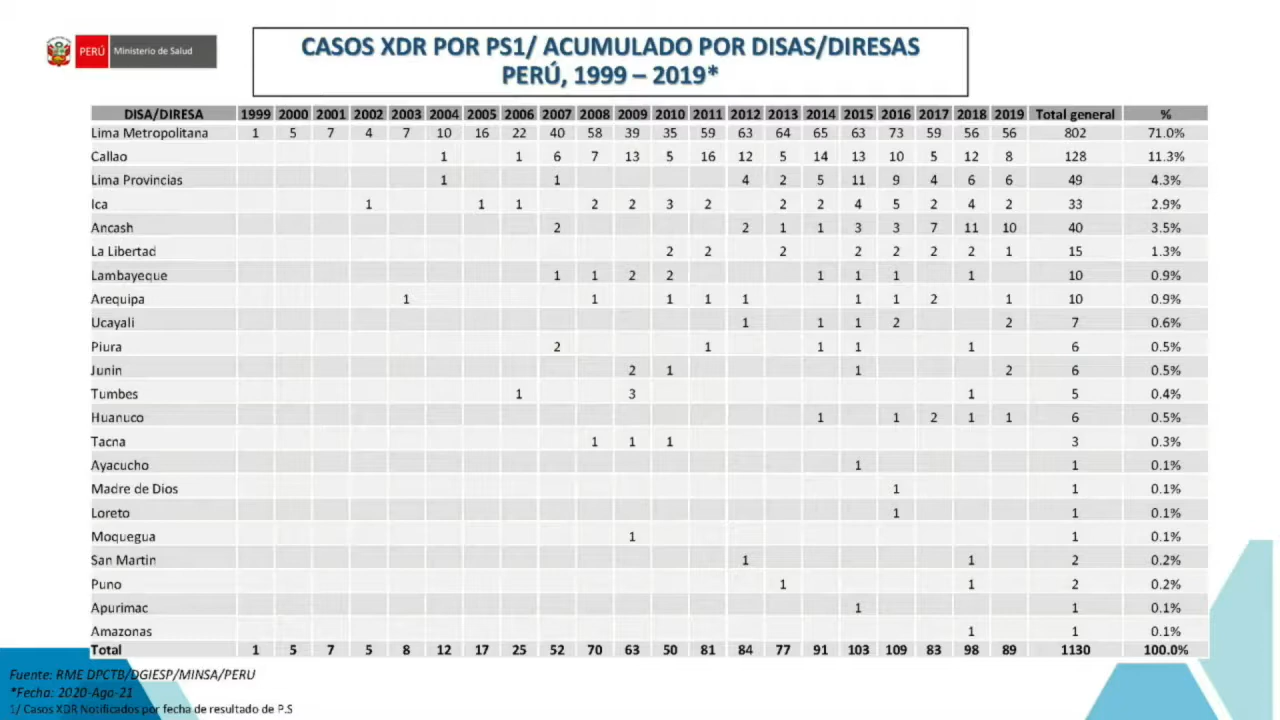 PERÚ
Ministerio de Salud
CASOS XDR POR PS1/ ACUMULADO POR DISAS/DIRESAS
PERÚ, 1999 – 2019*
DISA/DIRESA 1999 2000 2001 2002 2003 2004 2005 2006 2007 2008 2009 2010 2011 2012 2013 2014 2015 2016 2017 2018 2019 Total general %
Lima Metropolitana 1 5 7 4 7 10 16 22 40 58 39 35 59 63 64 65 63 73 59 56 56 802 71.0%
Callao 1 1 6 7 13 5 16 12 5 14 13 10 5 12 8 128 11.3%
Lima Provincias 1 1 4 2 5 11 9 4 6 6 49 4.3%
Ica 1 1 1 2 2 3 2 2 2 4 5 2 4 2 33 2.9%
Ancash 2 2 1 1 3 3 7 11 10 40 3.5%
La Libertad 2 2 2 2 2 2 2 1 15 1.3%
Lambayeque 1 1 2 2 1 1 1 1 10 0.9%
Arequipa 1 1 1 1 1 1 1 2 1 10 0.9%
Ucayali 1 1 1 2 2 7 0.6%
Piura 2 1 1 1 1 6 0.5%
Junin 2 1 1 2 6 0.5%
Tumbes 1 3 1 5 0.4%
Huanuco 1 1 2 1 1 6 0.5%
Tacna 1 1 1 3 0.3%
Ayacucho 1 1 0.1%
Madre de Dios 1 1 0.1%
Loreto 1 1 0.1%
Moquegua 1 1 0.1%
San Martin 1 1 2 0.2%
Puno 1 1 2 0.2%
Apurimac 1 1 0.1%
Amazonas 1 1 0.1%
Total 1 5 7 5 8 12 17 25 52 70 63 50 81 84 77 91 103 109 83 98 89 1130 100.0%
Fuente: RME DPCTB/DGIESP/MINSA/PERU
*Fecha: 2020-Ago-21
1/ Casos XDR Notificados por fecha de resultado de P.S